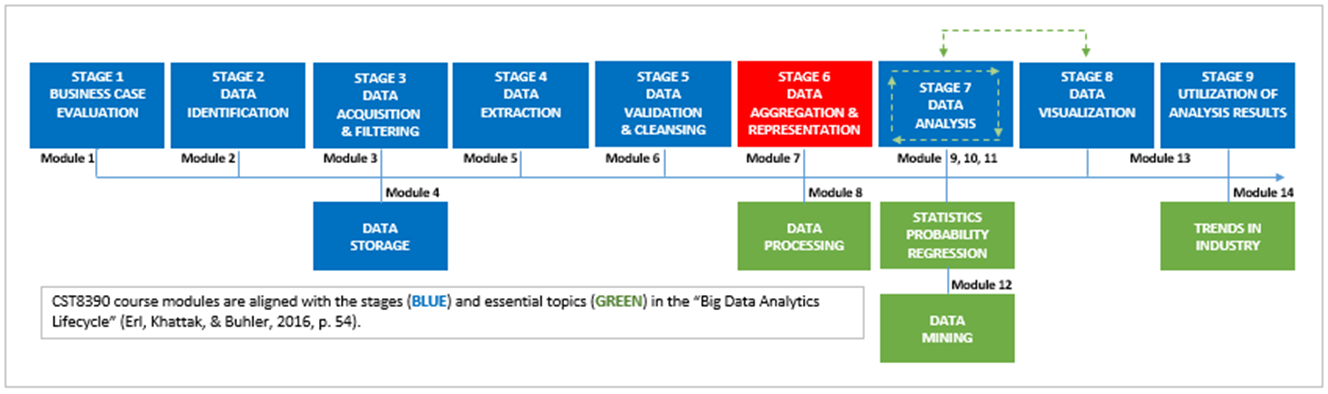 STAGE 1
BUSINESS CASE
EVALUATION
STAGE 2
DATA
IDENTIFICATION
STAGE 3
DATA
ACQUISITION
& FILTERING
STAGE 4
DATA
EXTRACTION
STAGE 5
DATA
VALIDATION
& CLEANSING
STAGE 6
DATA
AGGREGATION &
REPRESENTATION
STAGE 7
DATA
ANALYSIS
STAGE 8
DATA
VISUALIZATION
STAGE 9
UTILIZATION OF
ANALYSIS RESULTS
Module 1
Module 2
Module 3
Module 5
Module 6
Module 7
Module 9, 10, 11
Module 13
Module 4
Module 8
Module 14
DATA
STORAGE
DATA
PROCESSING
STATISTICS
PROBABILITY
REGRESSION
TRENDS IN
INDUSTRY
Module 12
DATA
MINING
CST8390 course modules are aligned with the stages (BLUE) and essential topics (GREEN) in the “Big Data Analytics
Lifecycle” (Erl, Khattak, & Buhler, 2016, p. 54).